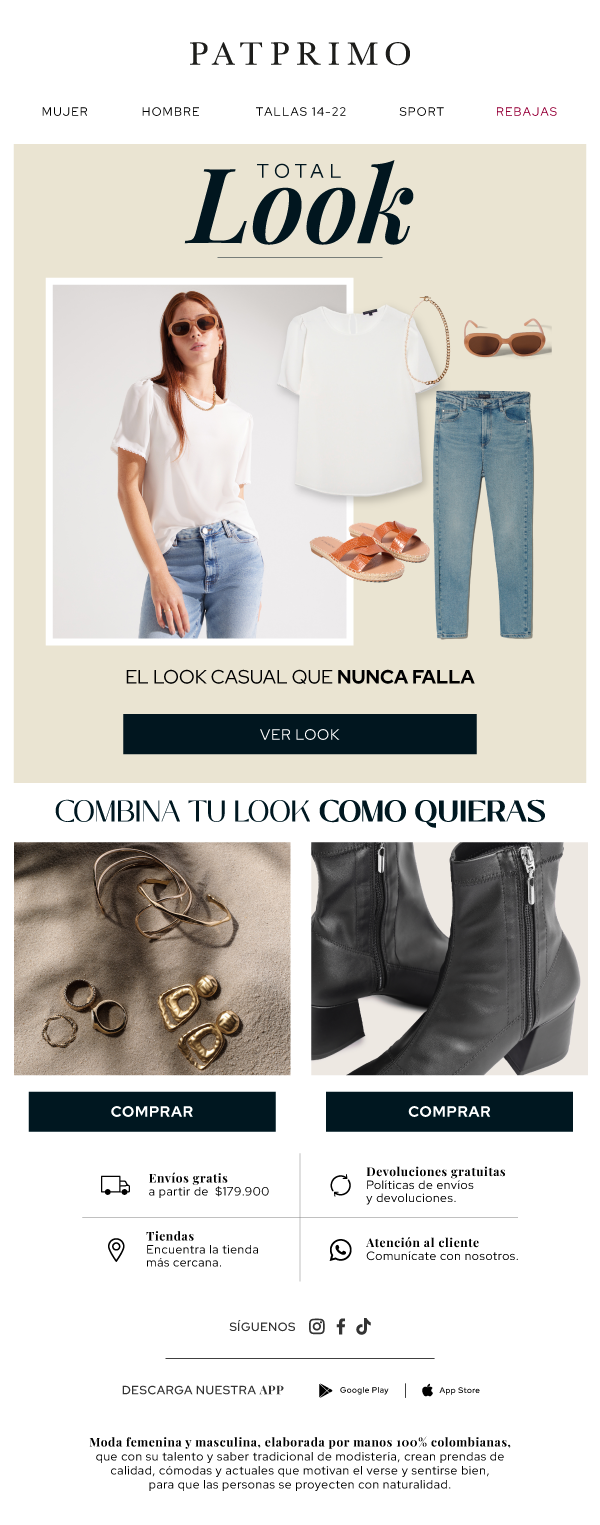 PATPRIMO
MUJER
HOMBRE
TALLAS 14-22
SPORT
REBAJAS
TOTAL
Look
EL LOOK CASUAL QUE NUNCA FALLA
VER LOOK
COMBINA TU LOOK COMO QUIERAS
COMPRAR
COMPRAR
Envíos gratis
a partir de $179.900
Devoluciones gratuitas
Políticas de envíos
y devoluciones.
Tiendas
Encuentra la tienda
más cercana.
Atención al cliente
Comunícate con nosotros.
SÍGUENOS
DESCARGA NUESTRA APP
Google Play
App Store
Moda femenina y masculina, elaborada por manos 100% colombianas,
que con su talento y saber tradicional de modistería, crean prendas de
calidad, cómodas y actuales que motivan el verse y sentirse bien,
para que las personas se proyecten con naturalidad.